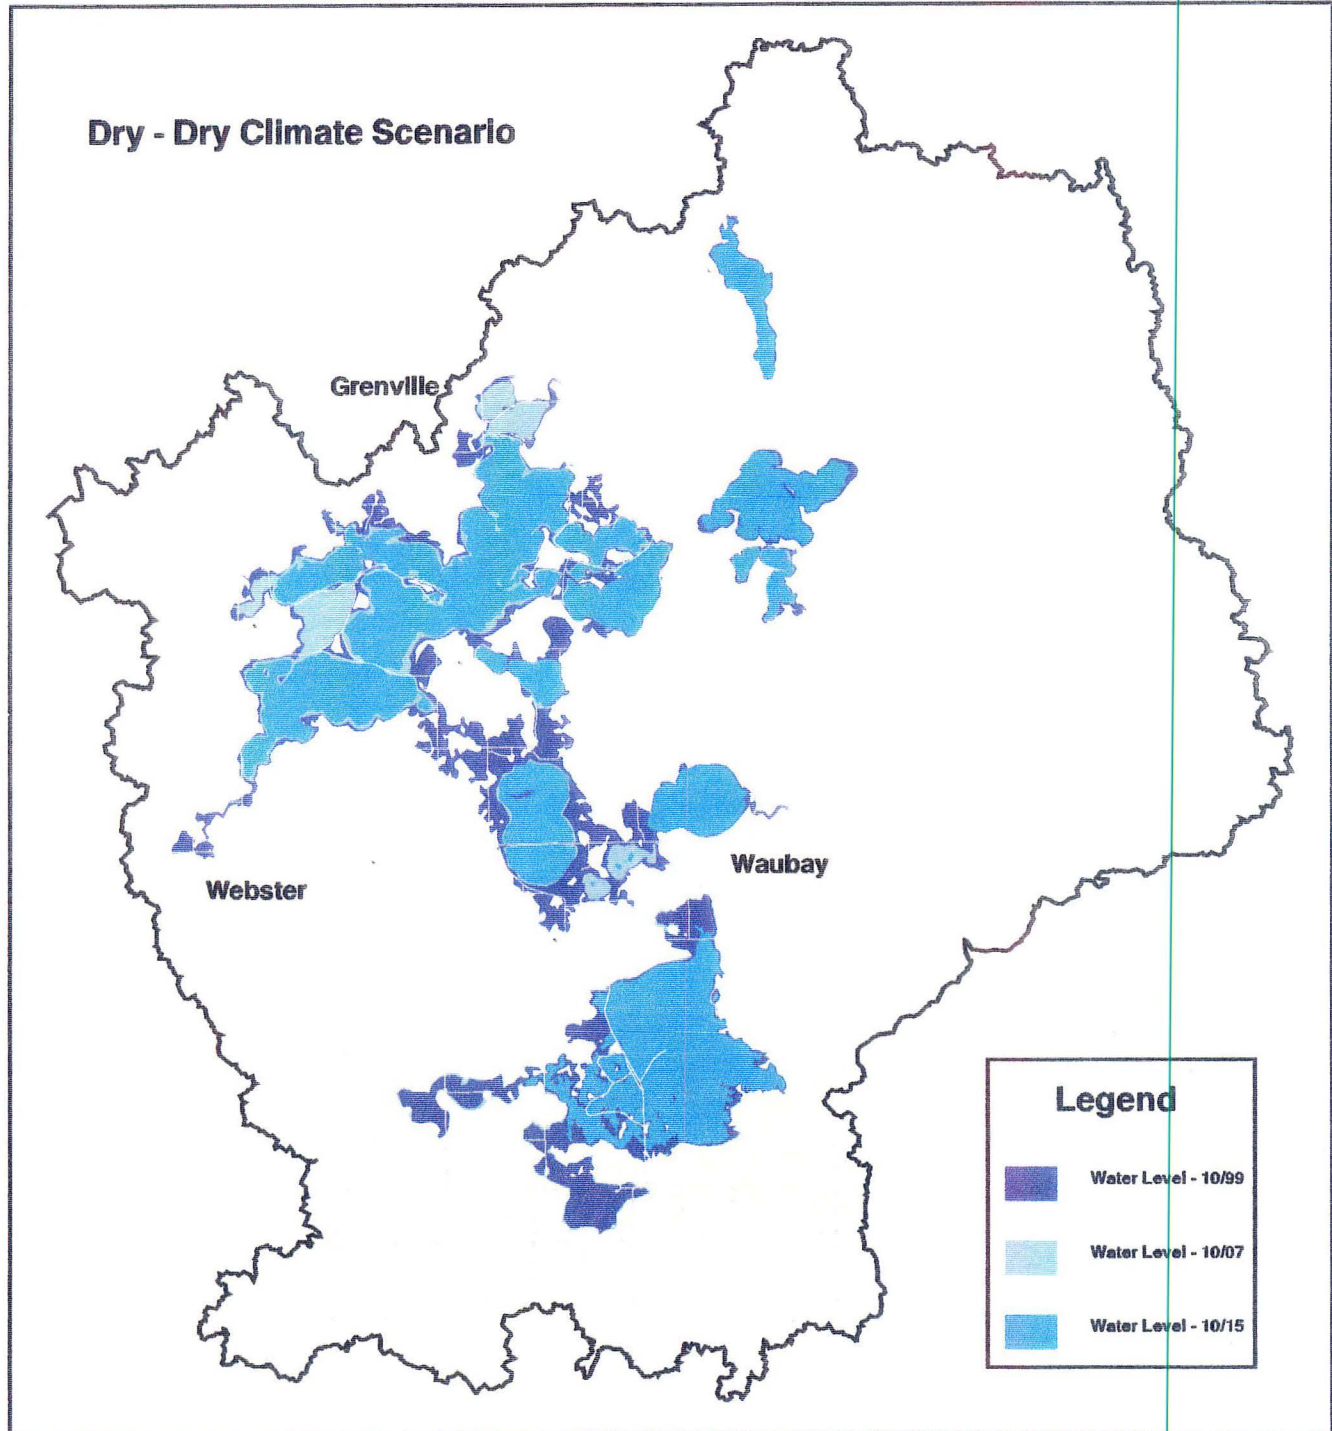 Dry - Dry Climate Scenario
Grenville
Webster
Waubay
Legend
Water Level - 10/99
Water Level - 10/07
Water Level - 10/15